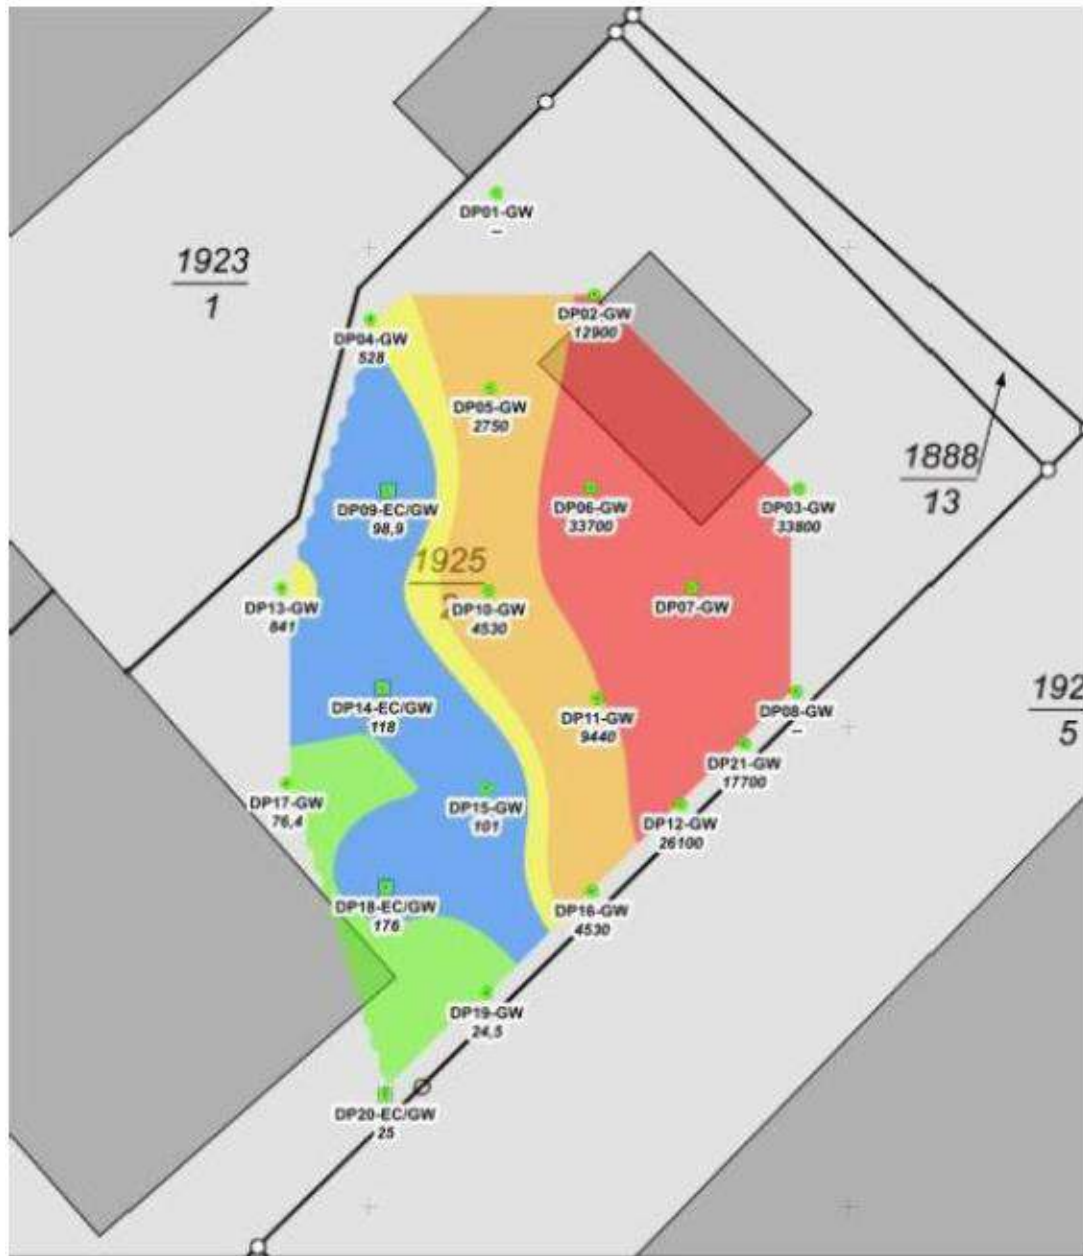 DP01-GW
–
1923
1
DP02-GW
12900
DP04-GW
528
DP05-GW
2750
1888
13
DP09-EC/GW
98,9
DP06-GW
33700
DP03-GW
33800
1925
2
DP13-GW
841
DP10-GW
4530
DP07-GW
DP14-EC/GW
118
DP11-GW
9440
DP08-GW
–
192
5
DP21-GW
17700
DP17-GW
76,4
DP15-GW
101
DP12-GW
26100
DP18-EC/GW
176
DP16-GW
4530
DP19-GW
24,5
DP20-EC/GW
25